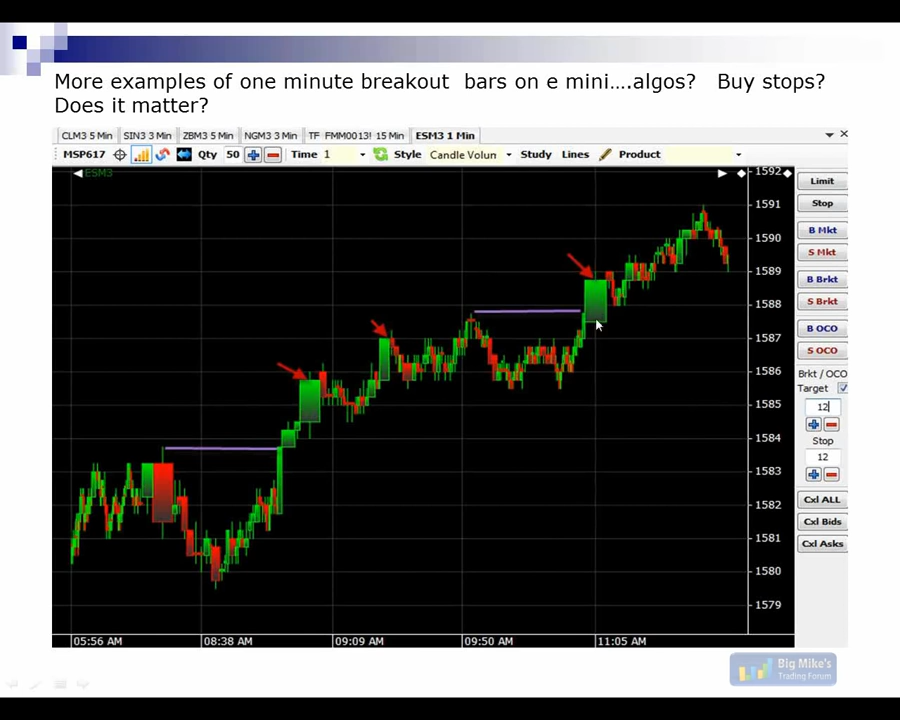 More examples of one minute breakout bars on e mini....algos? Buy stops?
Does it matter?
CLM3 5 Min SIN3 3 Min ZBM3 5 Min NGM3 3 Min TF FMM0013! 15 Min ESM3 1 Min
MSP617 Qty 50 Time 1 Style Candle Volun Study Lines Product
ESM3
1592
1591
1590
1589
1588
1587
1586
1585
1584
1583
1582
1581
1580
1579
05:56 AM 08:38 AM 09:09 AM 09:50 AM 11:05 AM
Limit
Stop
B Mkt
S Mkt
B Brkt
S Brkt
B OCO
S OCO
Brkt / OCO
Target
12
Stop
12
Cxl ALL
Cxl Bids
Cxl Asks
Big Mike's
Trading Forum